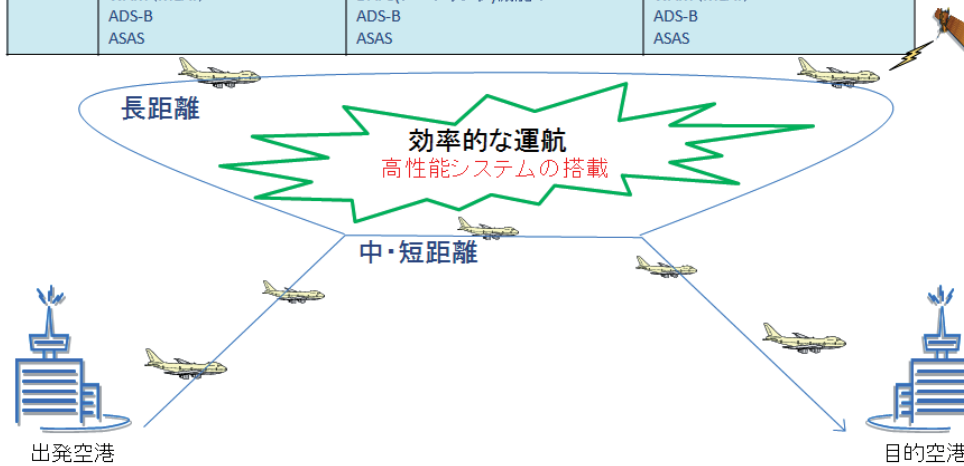 ADS-B
ASAS
ADS-B
ASAS
ADS-B
ASAS
長距離
効率的な運航
高性能システムの搭載
中・短距離
出発空港
目的空港